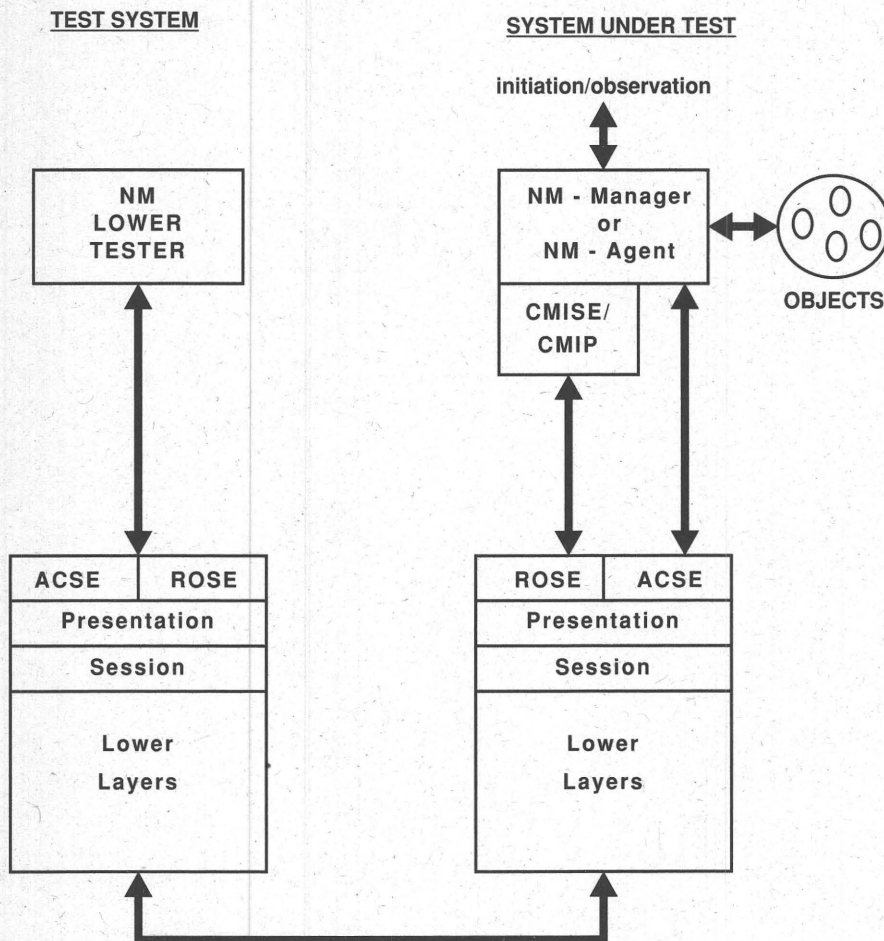 TEST SYSTEM
NM
LOWER
TESTER
ACSE
ROSE
Presentation
Session
Lower
Layers
SYSTEM UNDER TEST
initiation/observation
NM - Manager
or
NM - Agent
OBJECTS
CMISE/
CMIP
ROSE
ACSE
Presentation
Session
Lower
Layers